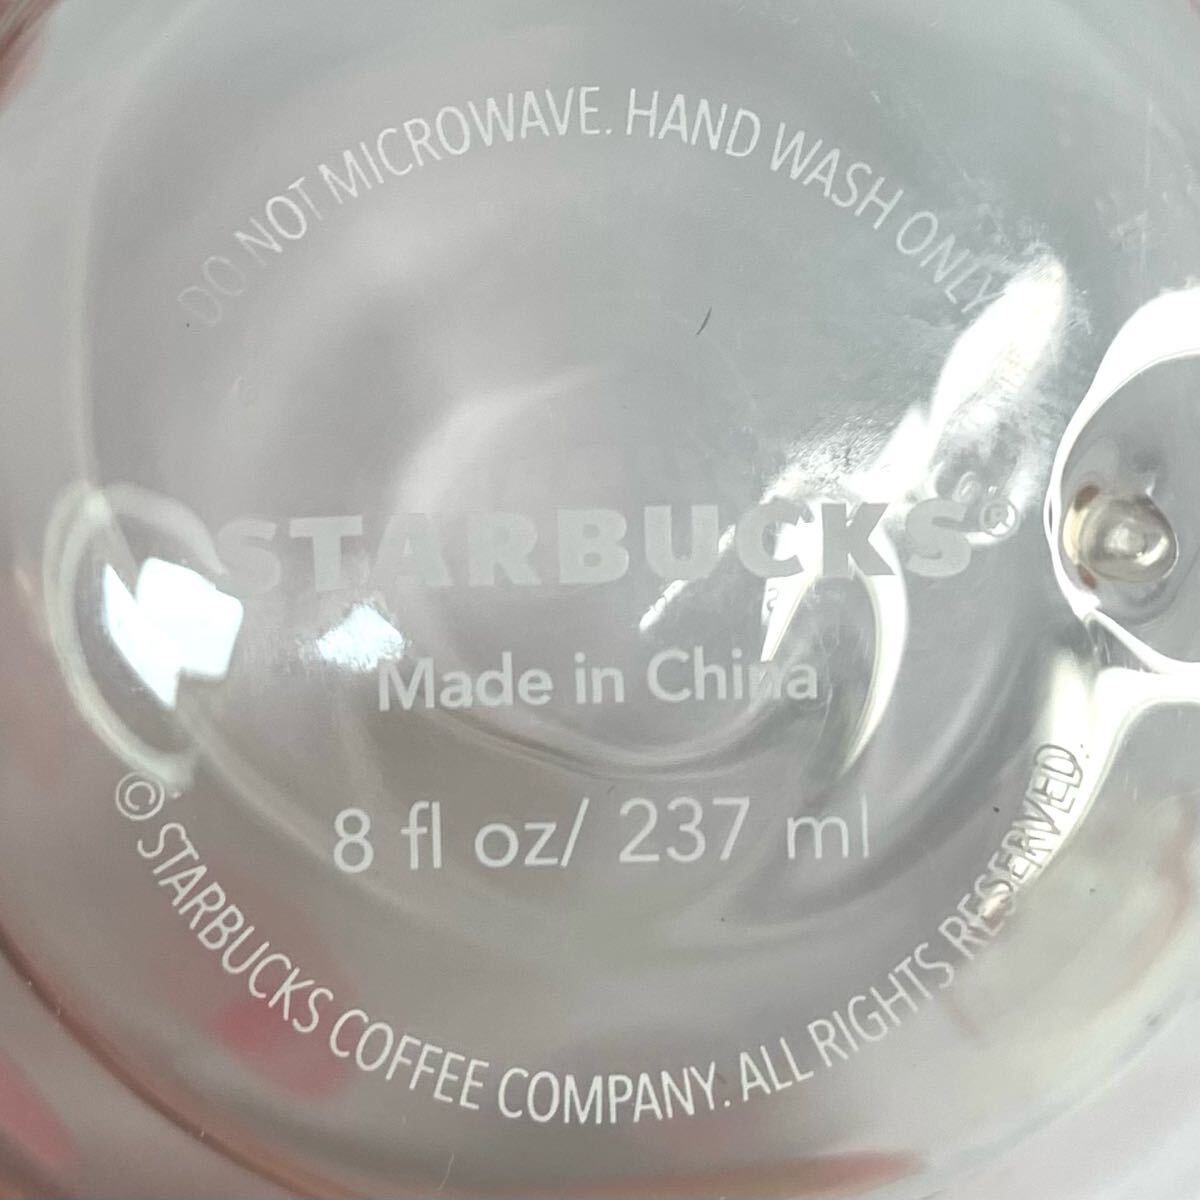 DO NOT MICROWAVE. HAND WASH ONLY.
STARBUCKS®
Made in China
8 fl oz/ 237 ml
© STARBUCKS COFFEE COMPANY. ALL RIGHTS RESERVED.